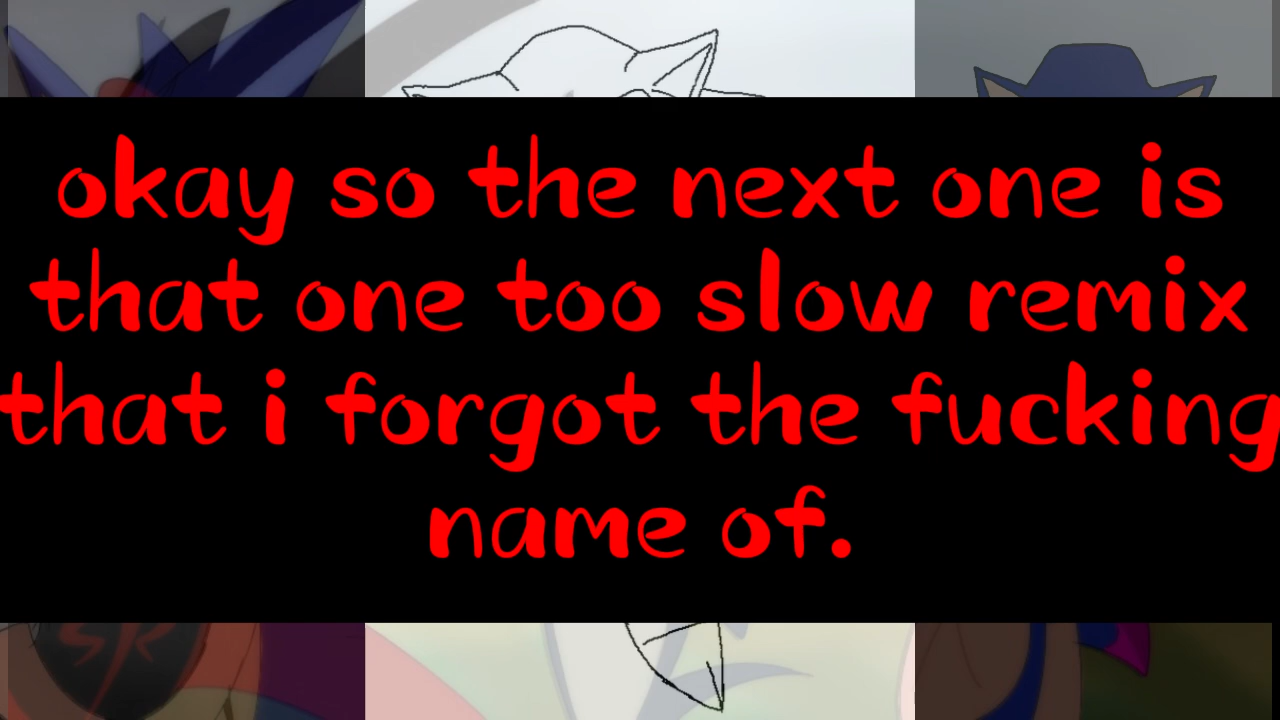 okay so the next one is
that one too slow remix
that i forgot the fucking
name of.